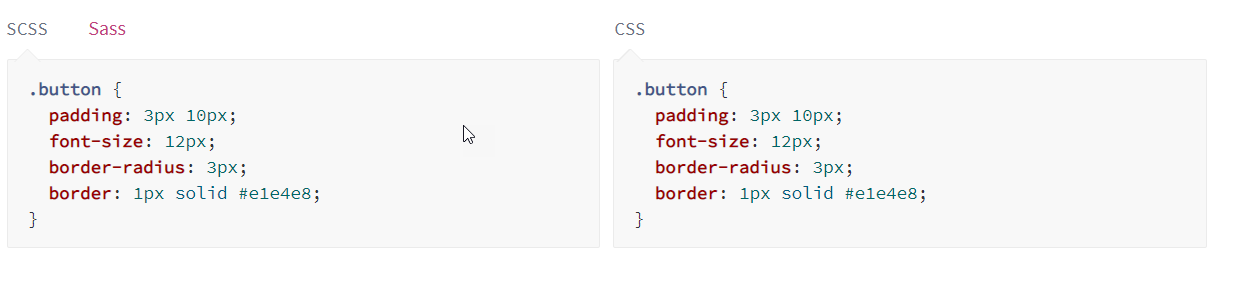 SCSS Sass
.button {
  padding: 3px 10px;
  font-size: 12px;
  border-radius: 3px;
  border: 1px solid #e1e4e8;
}
CSS
.button {
  padding: 3px 10px;
  font-size: 12px;
  border-radius: 3px;
  border: 1px solid #e1e4e8;
}